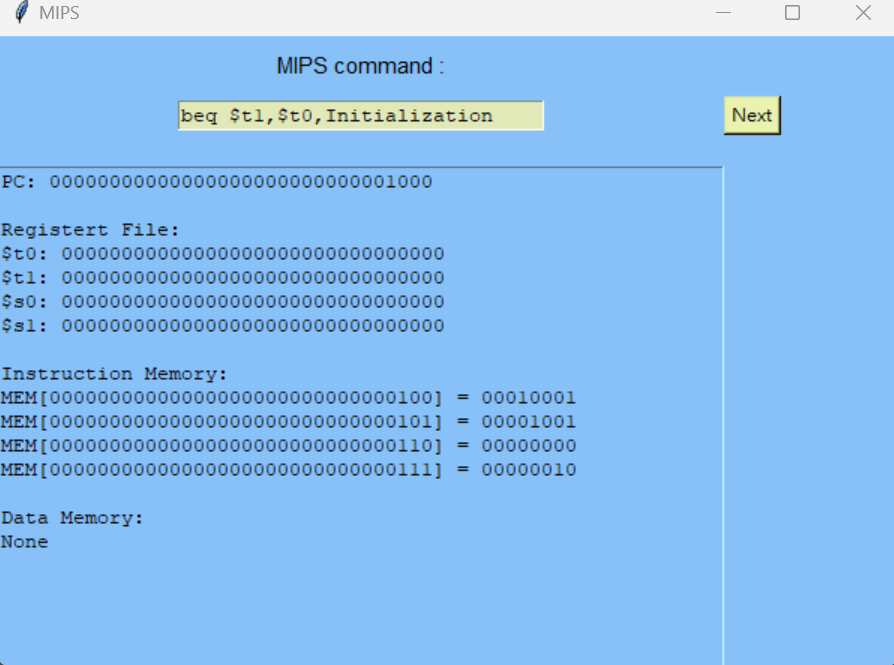 MIPS
MIPS command :
beq $t1,$t0,Initialization
Next
PC: 00000000000000000000000000001000
Registert File:
$t0: 00000000000000000000000000000000
$t1: 00000000000000000000000000000000
$s0: 00000000000000000000000000000000
$s1: 00000000000000000000000000000000
Instruction Memory:
MEM[00000000000000000000000000000100] = 00010001
MEM[00000000000000000000000000000101] = 00001001
MEM[00000000000000000000000000000110] = 00000000
MEM[00000000000000000000000000000111] = 00000010
Data Memory:
None